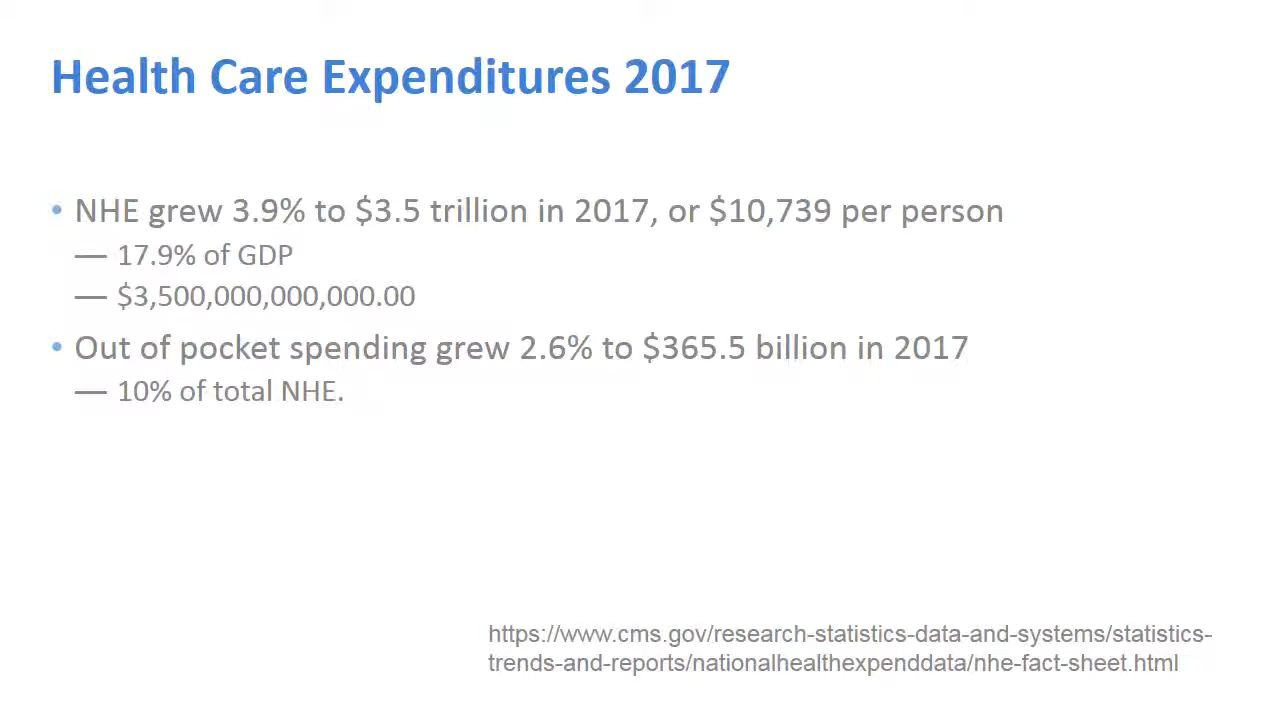 Health Care Expenditures 2017
• NHE grew 3.9% to $3.5 trillion in 2017, or $10,739 per person
— 17.9% of GDP
— $3,500,000,000,000.00
• Out of pocket spending grew 2.6% to $365.5 billion in 2017
— 10% of total NHE.
https://www.cms.gov/research-statistics-data-and-systems/statistics-
trends-and-reports/nationalhealthexpenddata/nhe-fact-sheet.html